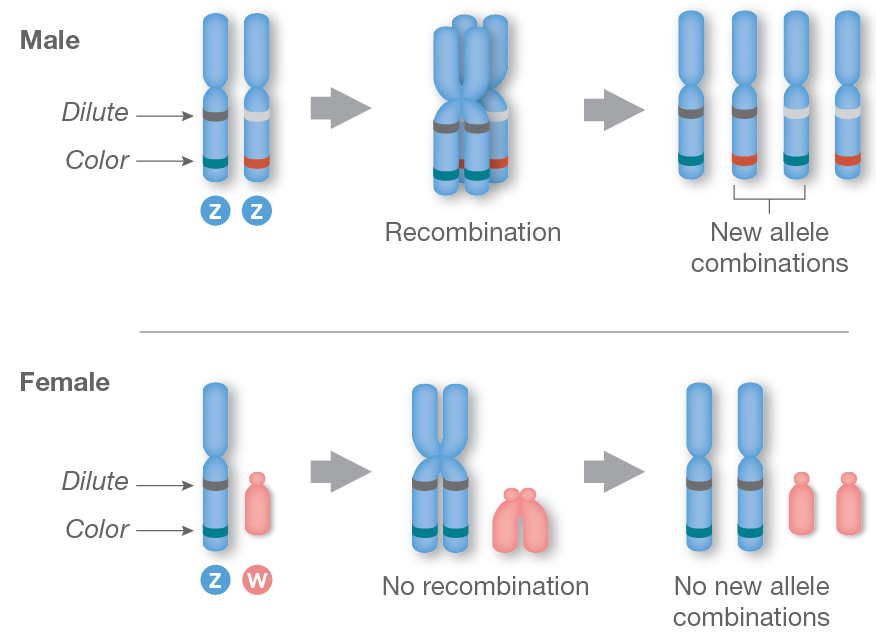 Male
Dilute
Color
Z Z
Recombination
New allele
combinations
Female
Dilute
Color
Z W
No recombination
No new allele
combinations